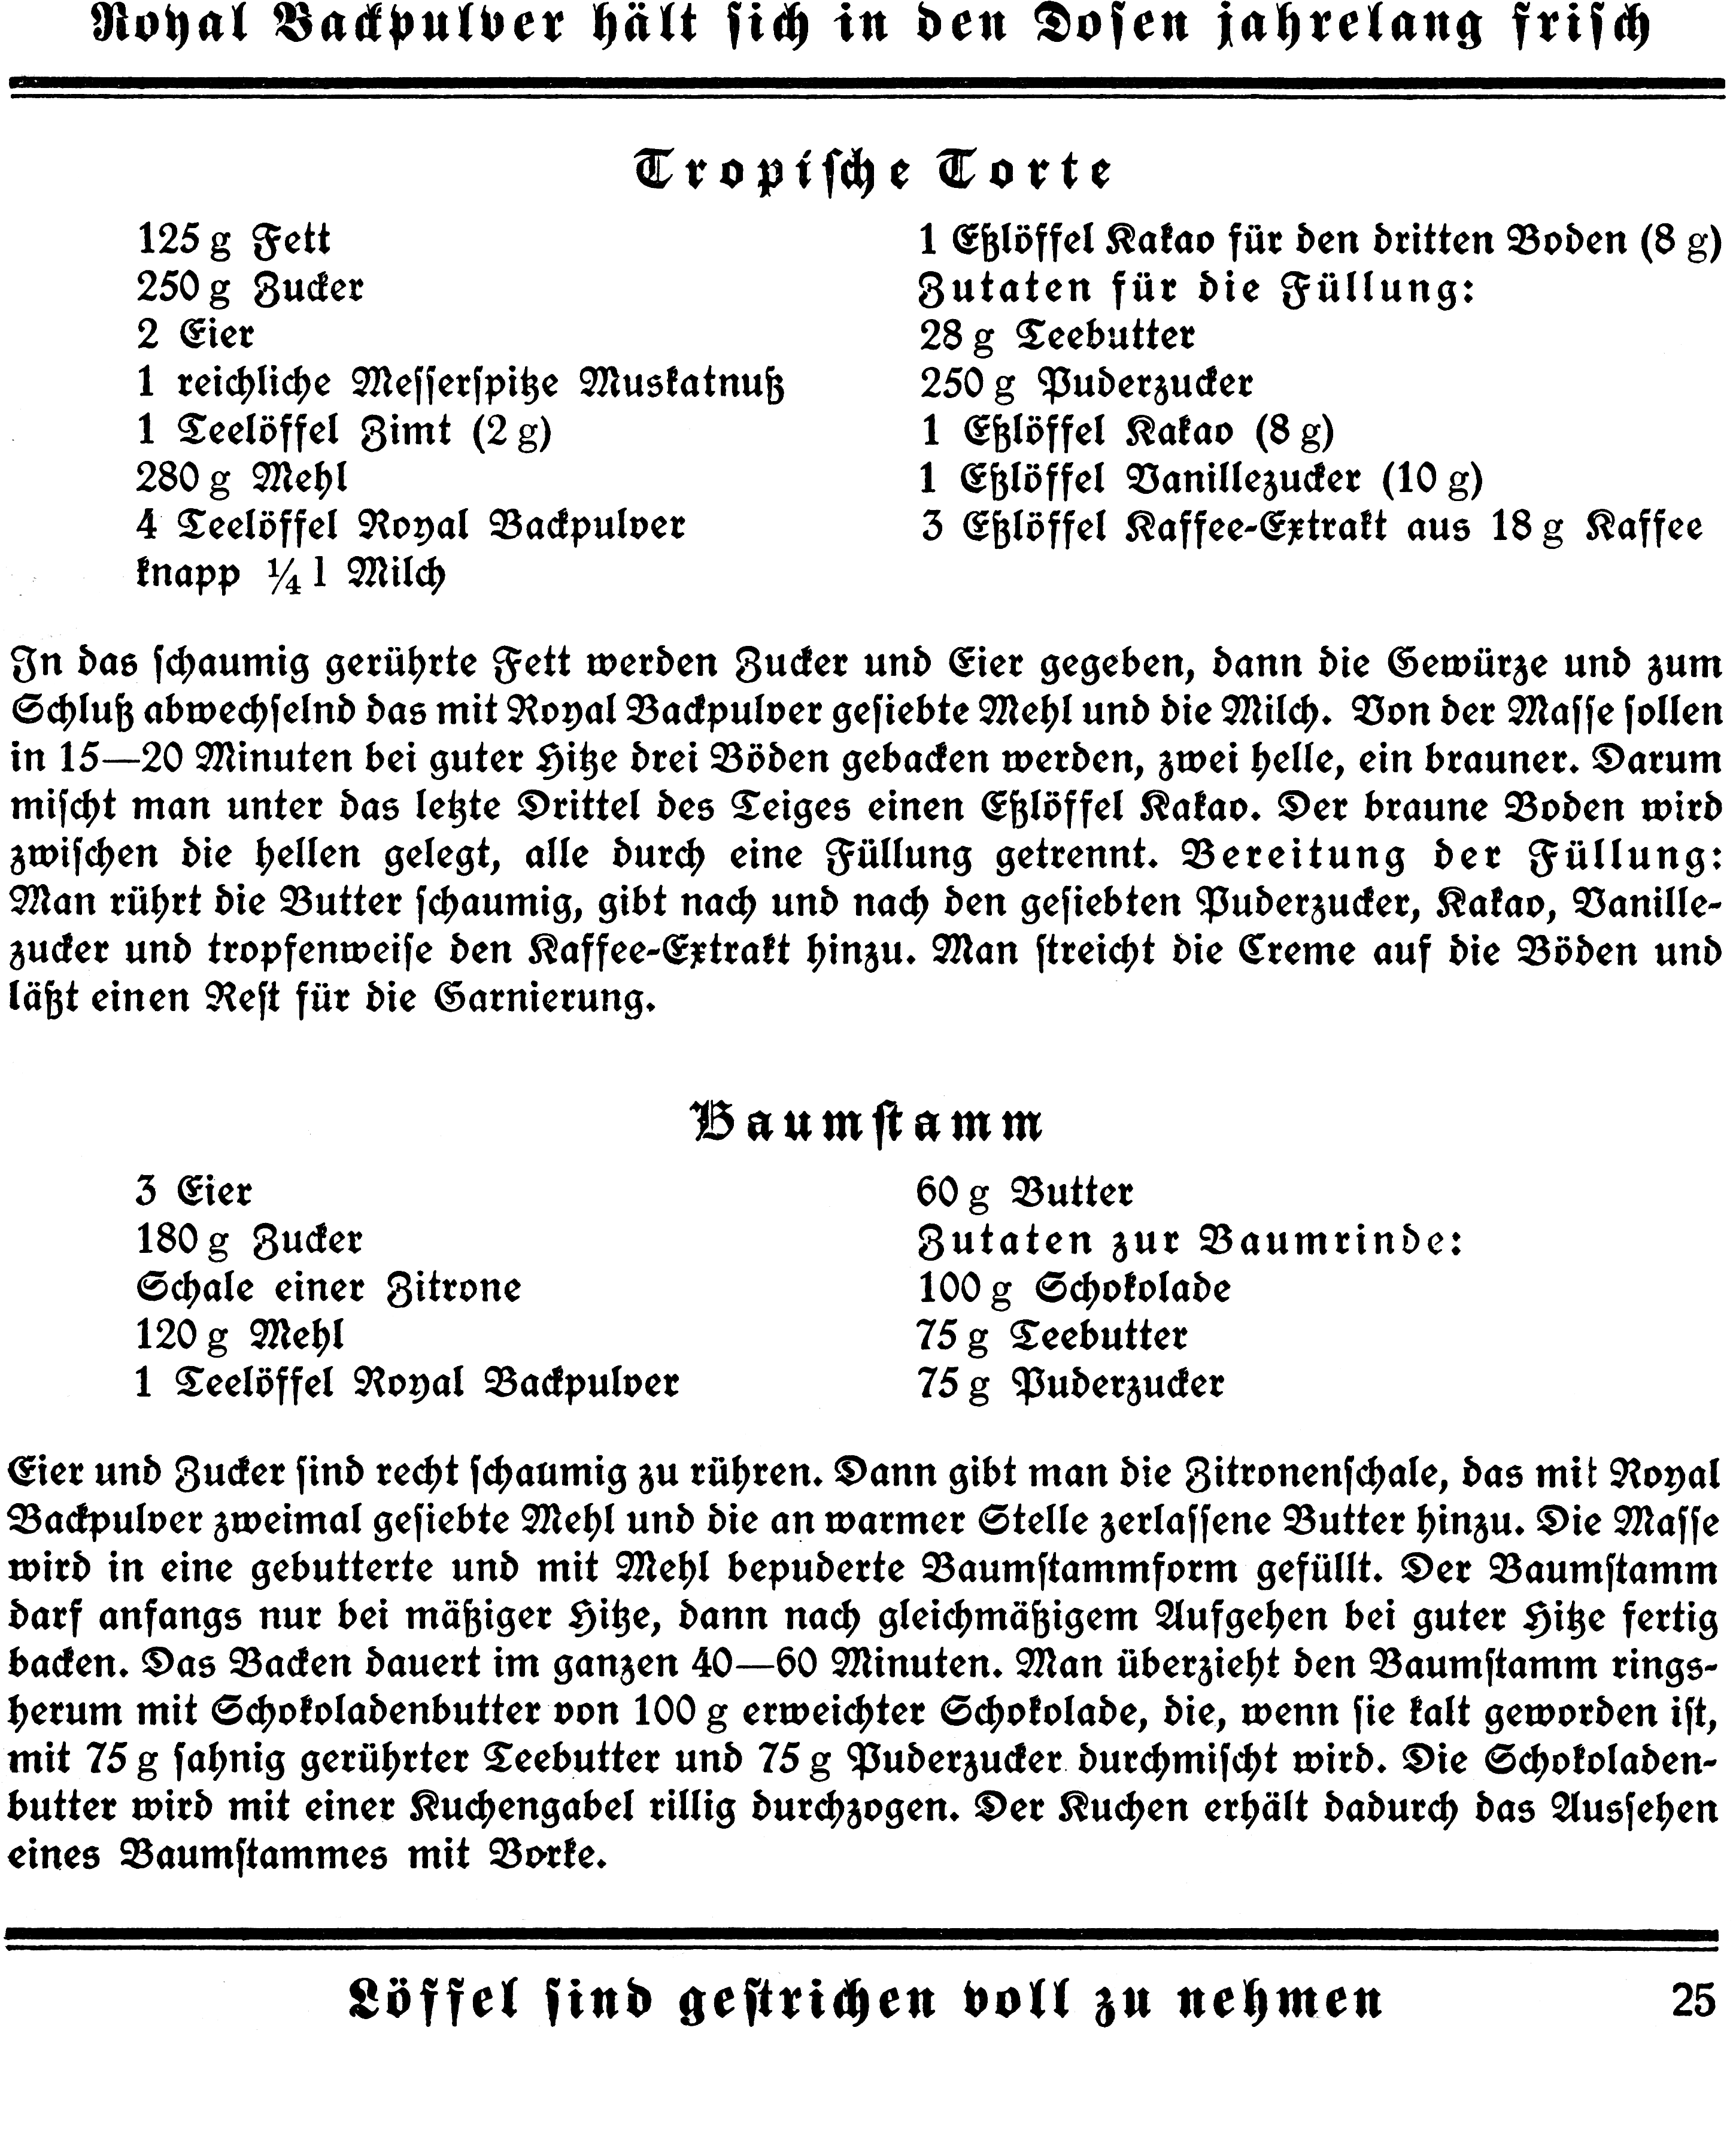 Royal Backpulver hält sich in den Dosen jahrelang frisch
Tropische Torte
125 g Fett
250 g Zucker
2 Eier
1 reichliche Messerspitze Muskatnuß
1 Teelöffel Zimt (2 g)
280 g Mehl
4 Teelöffel Royal Backpulver
knapp ¼ l Milch
1 Eßlöffel Kakao für den dritten Boden (8 g)
Zutaten für die Füllung:
28 g Teebutter
250 g Puderzucker
1 Eßlöffel Kakao (8 g)
1 Eßlöffel Vanillezucker (10 g)
3 Eßlöffel Kaffee-Extrakt aus 18 g Kaffee
In das schaumig gerührte Fett werden Zucker und Eier gegeben, dann die Gewürze und zum
Schluß abwechselnd das mit Royal Backpulver gesiebte Mehl und die Milch. Von der Masse sollen
in 15—20 Minuten bei guter Hitze drei Böden gebacken werden, zwei helle, ein brauner. Darum
mischt man unter das letzte Drittel des Teiges einen Eßlöffel Kakao. Der braune Boden wird
zwischen die hellen gelegt, alle durch eine Füllung getrennt. Bereitung der Füllung:
Man rührt die Butter schaumig, gibt nach und nach den gesiebten Puderzucker, Kakao, Vanille-
zucker und tropfenweise den Kaffee-Extrakt hinzu. Man streicht die Creme auf die Böden und
läßt einen Rest für die Garnierung.
Baumstamm
3 Eier
180 g Zucker
Schale einer Zitrone
120 g Mehl
1 Teelöffel Royal Backpulver
60 g Butter
Zutaten zur Baumrinde:
100 g Schokolade
75 g Teebutter
75 g Puderzucker
Eier und Zucker sind recht schaumig zu rühren. Dann gibt man die Zitronenschale, das mit Royal
Backpulver zweimal gesiebte Mehl und die an warmer Stelle zerlassene Butter hinzu. Die Masse
wird in eine gebutterte und mit Mehl bepuderte Baumstammform gefüllt. Der Baumstamm
darf anfangs nur bei mäßiger Hitze, dann nach gleichmäßigem Aufgehen bei guter Hitze fertig
backen. Das Backen dauert im ganzen 40—60 Minuten. Man überzieht den Baumstamm rings-
herum mit Schokoladenbutter von 100 g erweichter Schokolade, die, wenn sie kalt geworden ist,
mit 75 g sahnig gerührter Teebutter und 75 g Puderzucker durchmischt wird. Die Schokoladen-
butter wird mit einer Kuchengabel rillig durchzogen. Der Kuchen erhält dadurch das Aussehen
eines Baumstammes mit Borke.
Löffel sind gestrichen voll zu nehmen
25